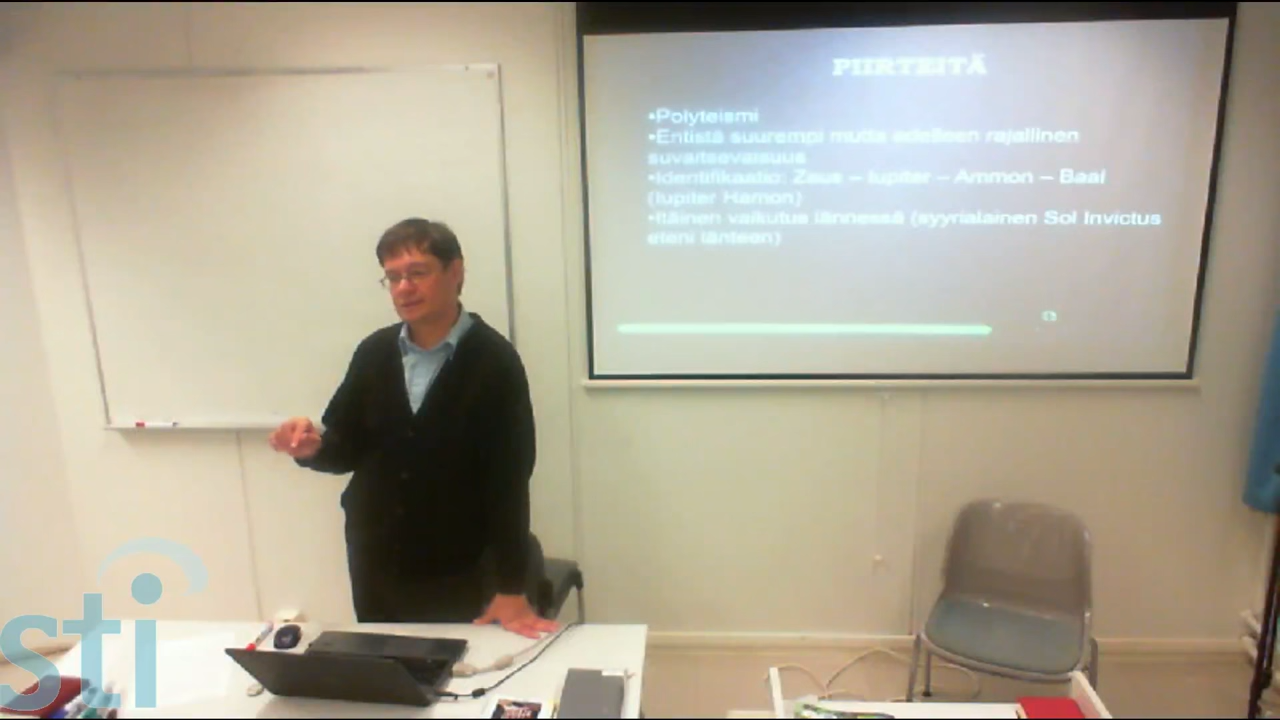 PIIRTEITÄ
•Polyteismi
•Entistä suurempi mutta edelleen rajallinen
suvaitsevaisuus
•Identifikaatio: Zeus – Iupiter – Ammon – Baal
(Iupiter Hamon)
•Itäinen vaikutus lännessä (syyrialainen Sol Invictus
eteni länteen)
sti